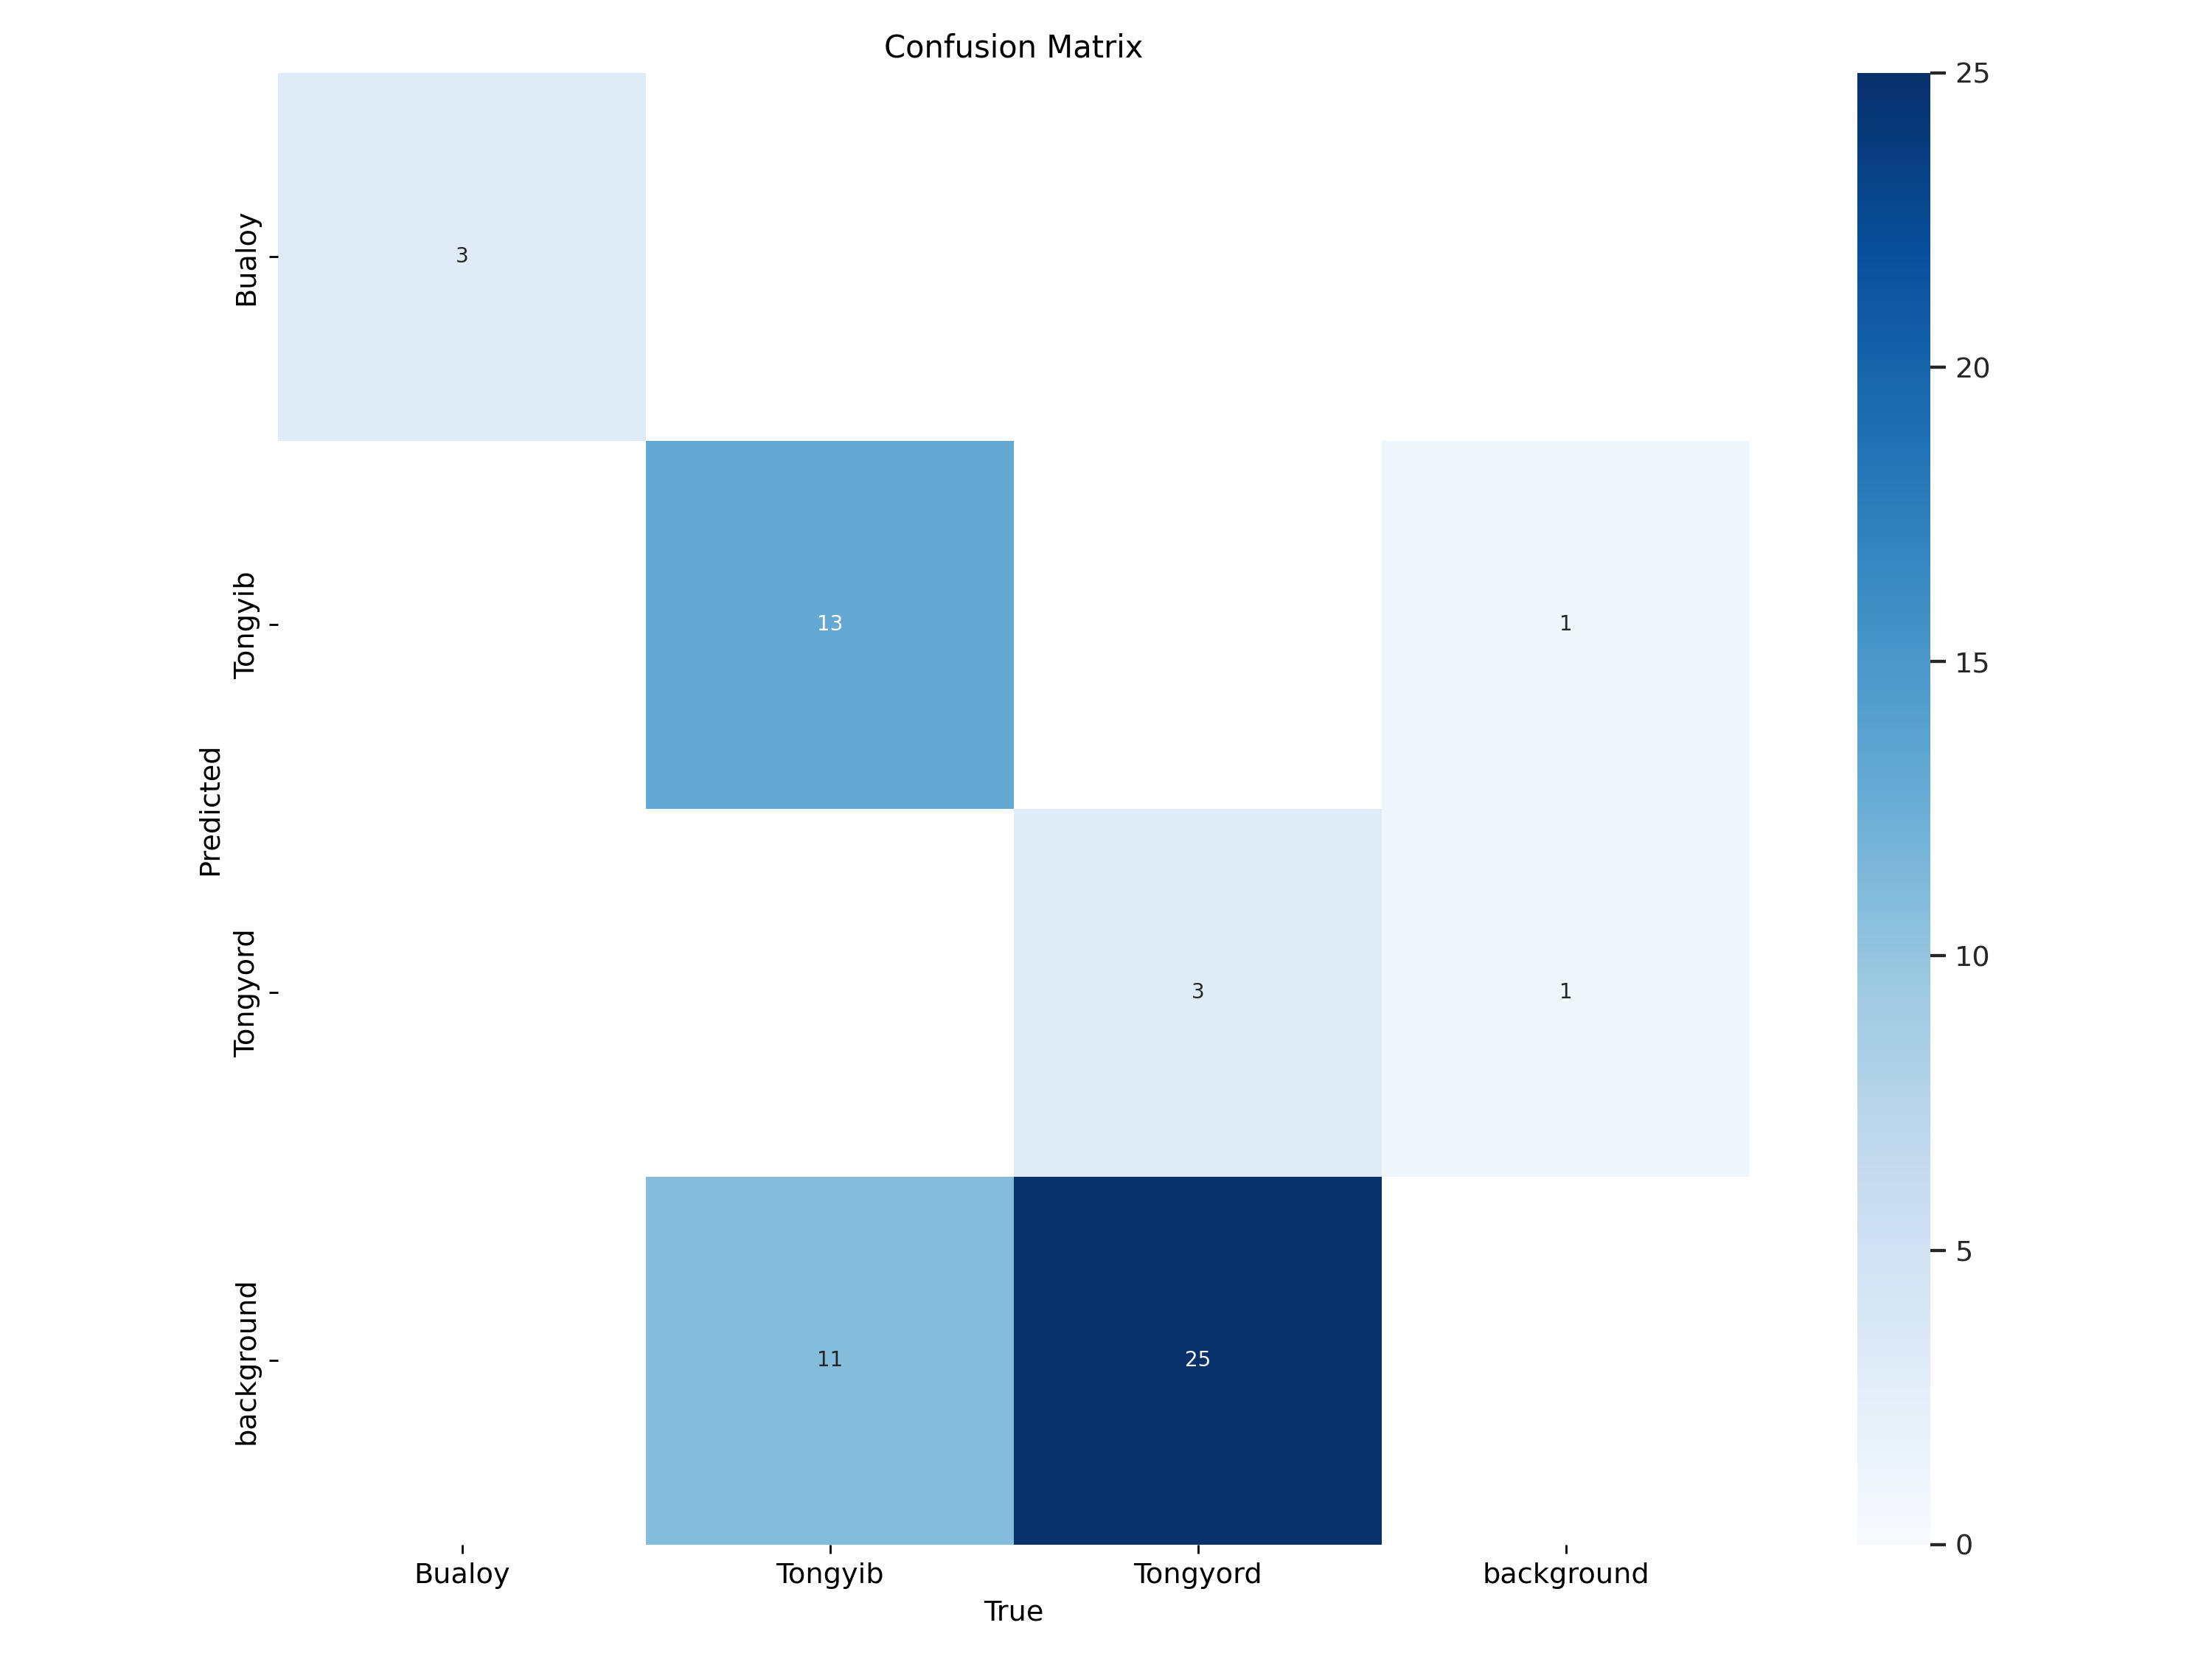 Confusion Matrix
25
Bualoy
3
20
Tongyib
13
1
15
Predicted
Tongyord
3
1
10
background
11
25
5
0
Bualoy
Tongyib
Tongyord
background
True